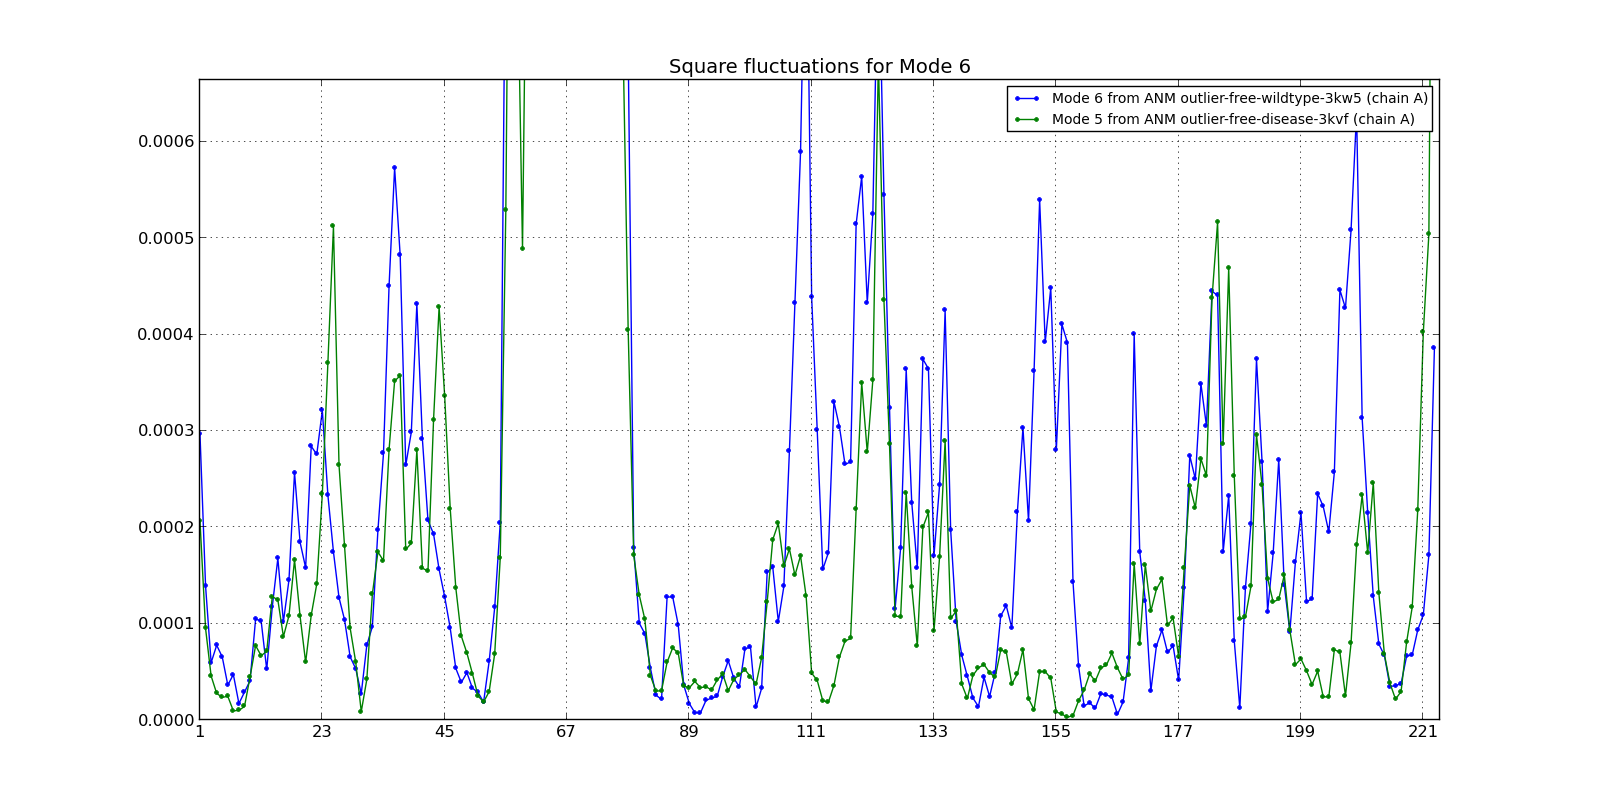 Square fluctuations for Mode 6
Mode 6 from ANM outlier-free-wildtype-3kw5 (chain A)
Mode 5 from ANM outlier-free-disease-3kvf (chain A)
0.0006
0.0005
0.0004
0.0003
0.0002
0.0001
0.0000
1 23 45 67 89 111 133 155 177 199 221